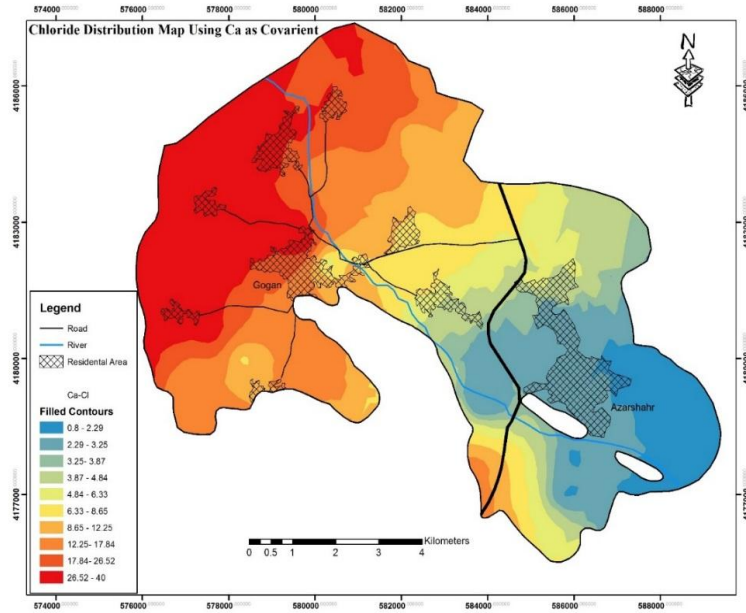 574000
576000
578000
580000
582000
584000
586000
588000
Chloride Distribution Map Using Ca as Covarient
N
4186000
4186000
4183000
4183000
Gogan
Legend
Road
River
Residental Area
Ca-Cl
Filled Contours
0.8 - 2.29
2.29 - 3.25
3.25- 3.87
3.87 - 4.84
4.84 - 6.33
6.33 - 8.65
8.65 - 12.25
12.25- 17.84
17.84 - 26.52
26.52 - 40
4180000
4180000
Azarshahr
4177000
4177000
Kilometers
0 0.5 1 2 3 4
574000
576000
578000
580000
582000
584000
586000
588000